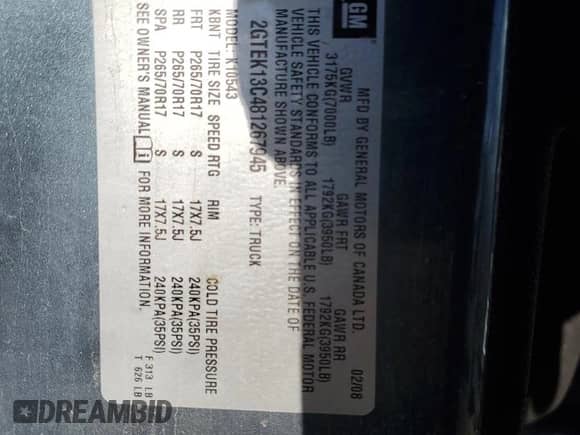 GM
MFD BY GENERAL MOTORS OF CANADA LTD.
02/08
GVWR GAWR FRT GAWR RR
3175KG(7000LB) 1792KG(3950LB) 1792KG(3950LB)
THIS VEHICLE CONFORMS TO ALL APPLICABLE U.S. FEDERAL MOTOR
VEHICLE SAFETY STANDARDS IN EFFECT ON THE DATE OF
MANUFACTURE SHOWN ABOVE.
2GTEK13C481267945 TYPE: TRUCK
MODEL: K10543
KBNT TIRE SIZE SPEED RTG RIM COLD TIRE PRESSURE
FRT P265/70R17 S 17X7.5J 240KPA(35PSI)
RR P265/70R17 S 17X7.5J 240KPA(35PSI)
SPA P265/70R17 S 17X7.5J 240KPA(35PSI)
SEE OWNER'S MANUAL i FOR MORE INFORMATION.
F 313 LB
T 626 LB
DREAMBID